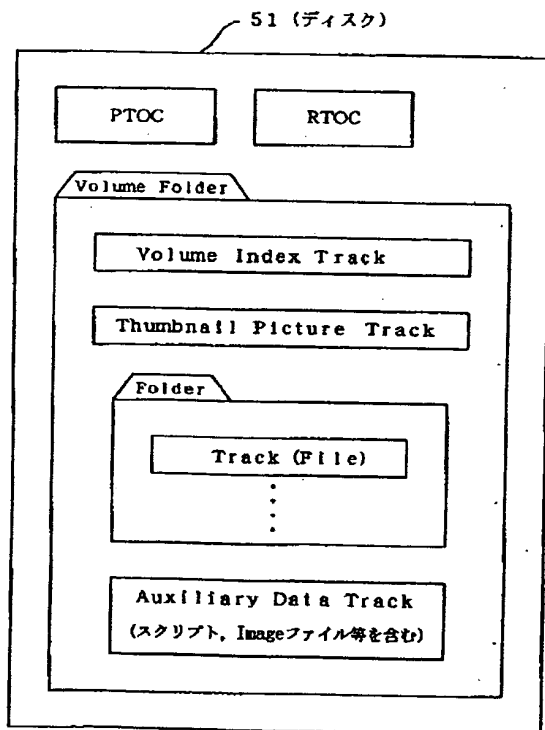 51 (ディスク)
PTOC
RTOC
Volume Folder
Volume Index Track
Thumbnail Picture Track
Folder
Track (File)
Auxiliary Data Track
(スクリプト, Imageファイル等を含む)